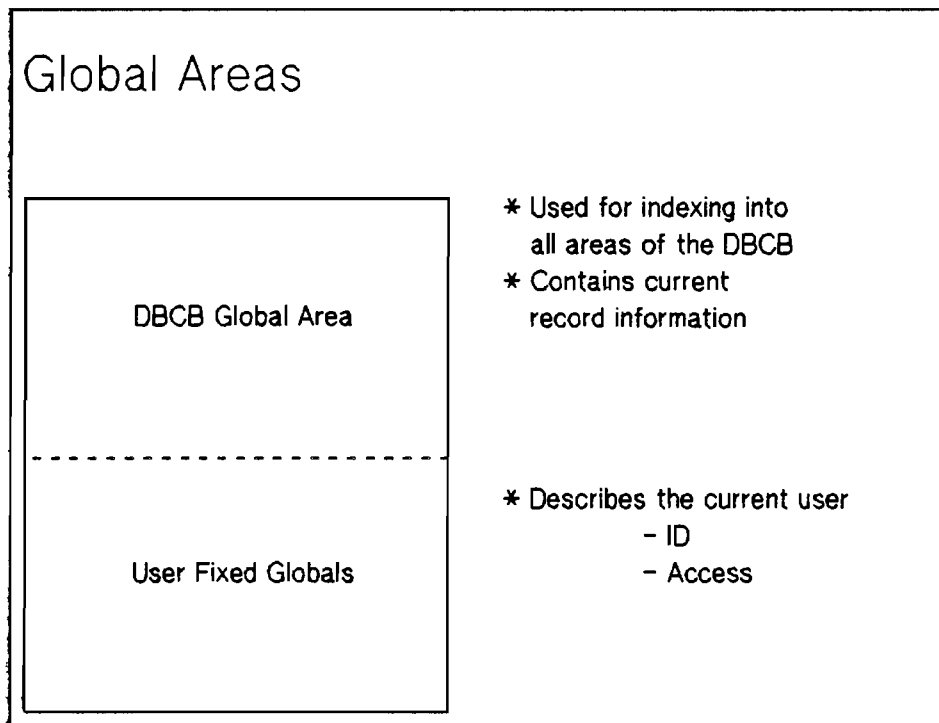 Global Areas
DBCB Global Area
* Used for indexing into
all areas of the DBCB
* Contains current
record information
User Fixed Globals
* Describes the current user
- ID
- Access